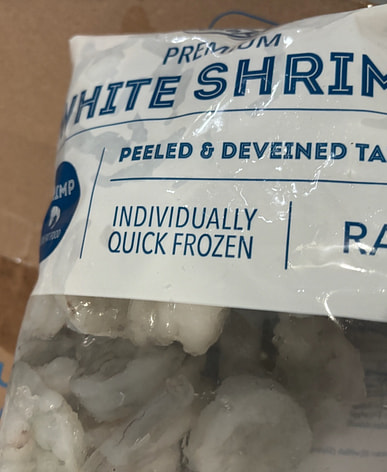 PREMIUM
WHITE SHRIM
PEELED & DEVEINED TA
INDIVIDUALLY
QUICK FROZEN
RA